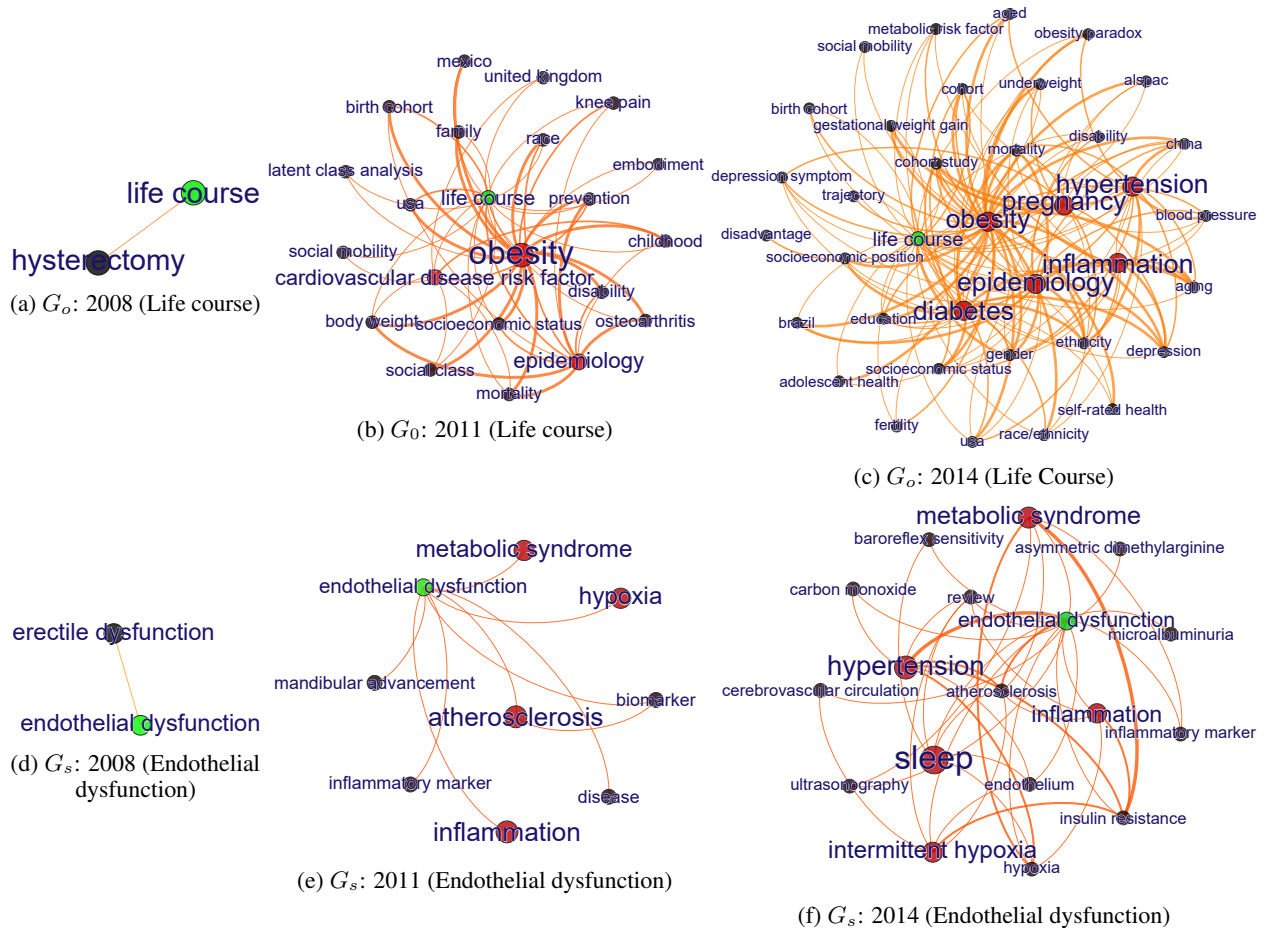 life course
hysterectomy
(a) Go: 2008 (Life course)
mexico
united kingdom
birth cohort
knee pain
family
race
latent class analysis
embodiment
usa
life course
prevention
social mobility
obesity
childhood
cardiovascular disease risk factor
disability
body weight
socioeconomic status
osteoarthritis
social class
epidemiology
mortality
(b) G0: 2011 (Life course)
aged
metabolic risk factor
obesity paradox
social mobility
cohort
underweight
alspac
birth cohort
gestational weight gain
disability
mortality
china
cohort study
depression symptom
hypertension
trajectory
pregnancy
obesity
blood pressure
disadvantage
life course
socioeconomic position
inflammation
epidemiology
aging
diabetes
brazil
education
ethnicity
gender
depression
socioeconomic status
adolescent health
self-rated health
fertility
usa
race/ethnicity
(c) Go: 2014 (Life Course)
erectile dysfunction
endothelial dysfunction
(d) Gs: 2008 (Endothelial
dysfunction)
metabolic syndrome
endothelial dysfunction
hypoxia
mandibular advancement
biomarker
atherosclerosis
inflammatory marker
disease
inflammation
(e) Gs: 2011 (Endothelial dysfunction)
metabolic syndrome
baroreflex sensitivity
asymmetric dimethylarginine
carbon monoxide
review
endothelial dysfunction
microalbuminuria
hypertension
cerebrovascular circulation
atherosclerosis
inflammation
inflammatory marker
sleep
ultrasonography
endothelium
insulin resistance
intermittent hypoxia
hypoxia
(f) Gs: 2014 (Endothelial dysfunction)